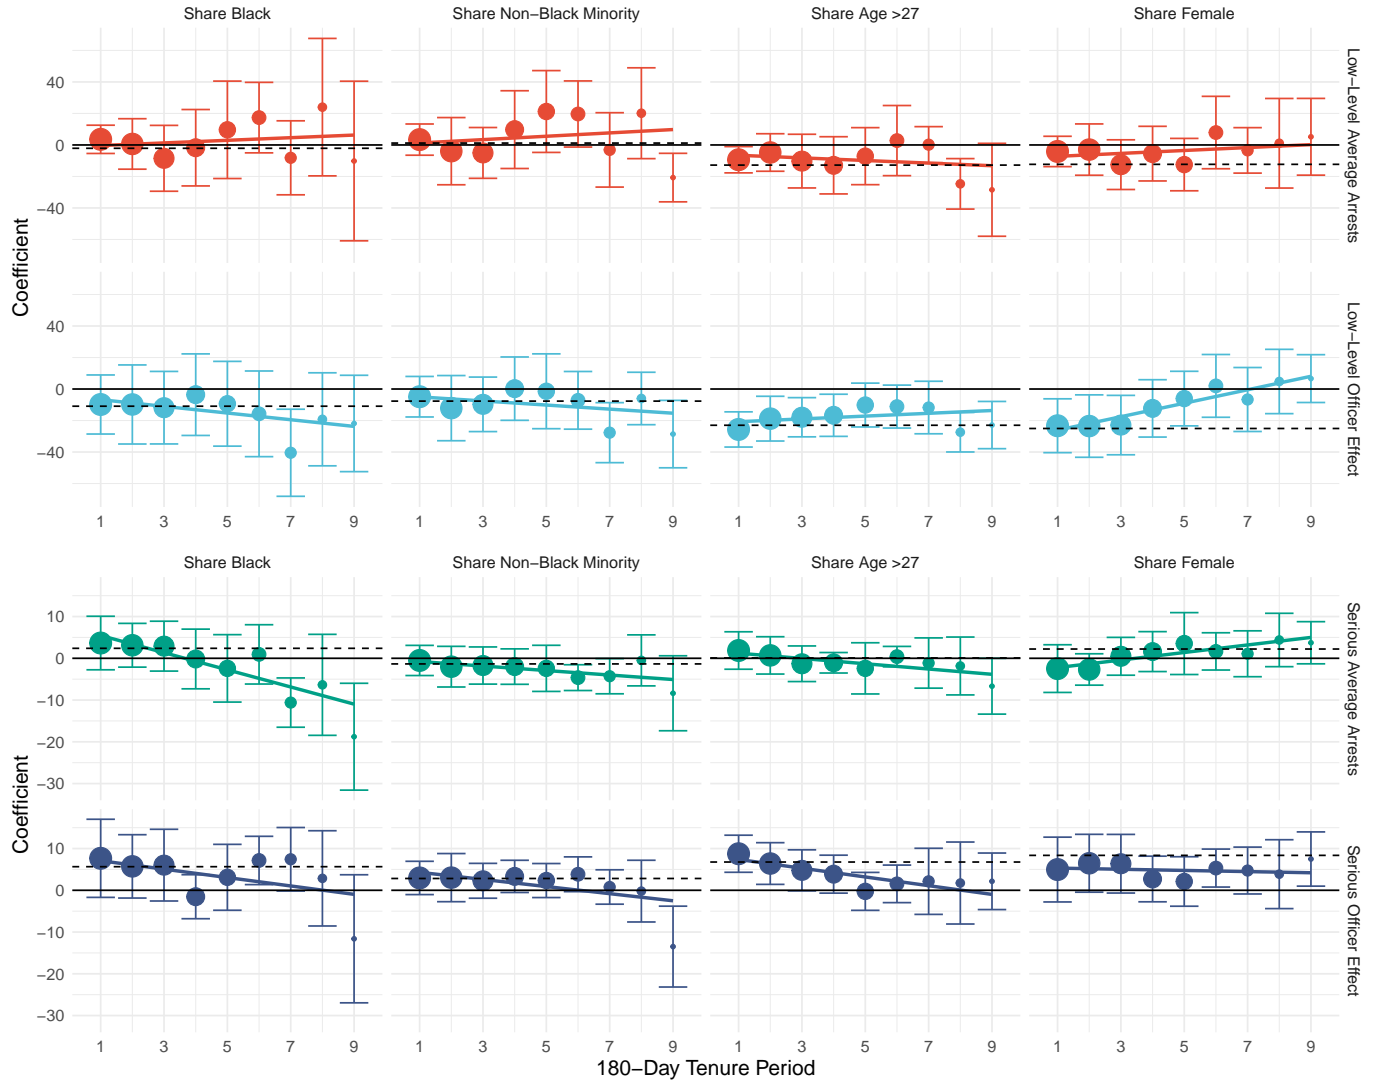 Share Black Share Non−Black Minority Share Age >27 Share Female
40
0
−40
Low−Level Average Arrests
40
0
−40
Low−Level Officer Effect
Coefficient
1 3 5 7 9 1 3 5 7 9 1 3 5 7 9 1 3 5 7 9
Share Black Share Non−Black Minority Share Age >27 Share Female
10
0
−10
−20
−30
Serious Average Arrests
10
0
−10
−20
−30
Serious Officer Effect
Coefficient
1 3 5 7 9 1 3 5 7 9 1 3 5 7 9 1 3 5 7 9
180−Day Tenure Period